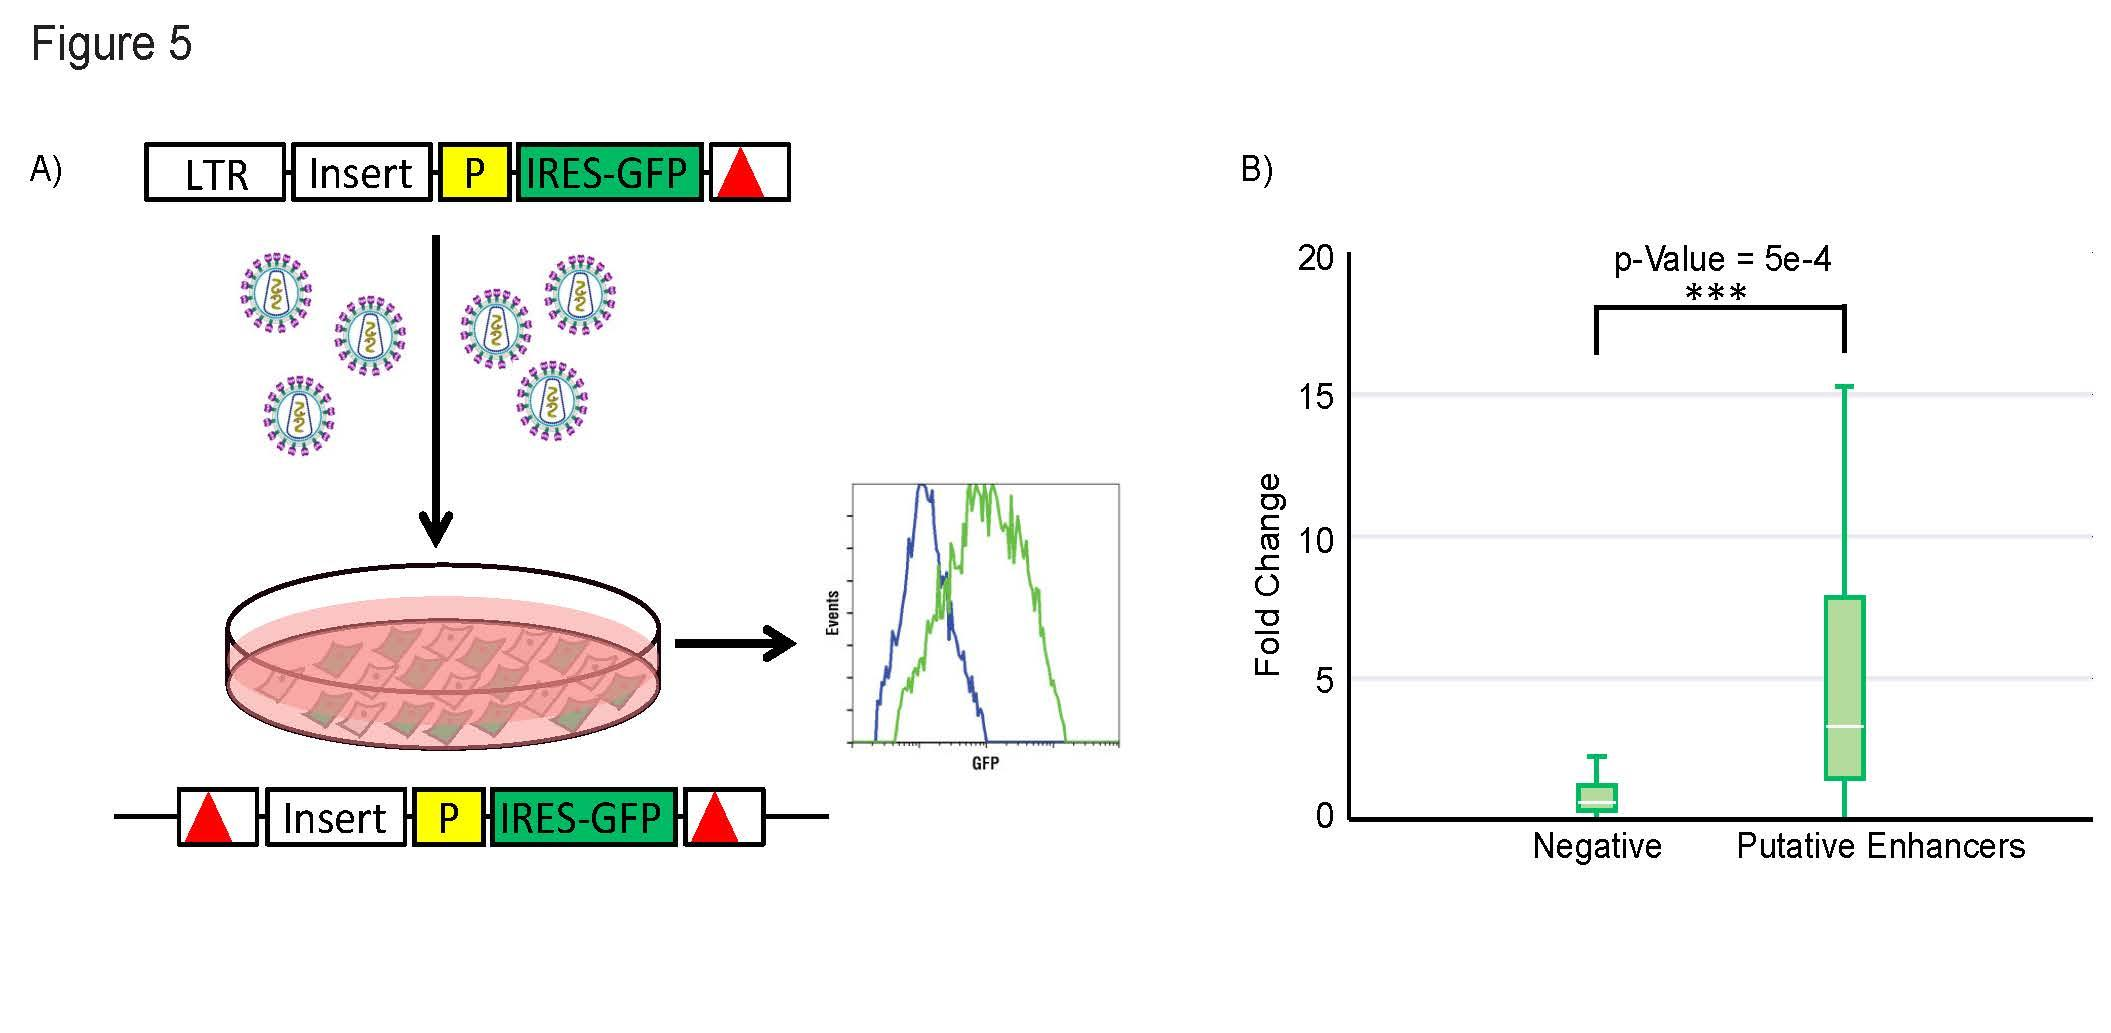 Figure 5
A)
LTR Insert P IRES-GFP
Events
GFP
Insert P IRES-GFP
B)
p-Value = 5e-4
***
Fold Change
20
15
10
5
0
Negative Putative Enhancers